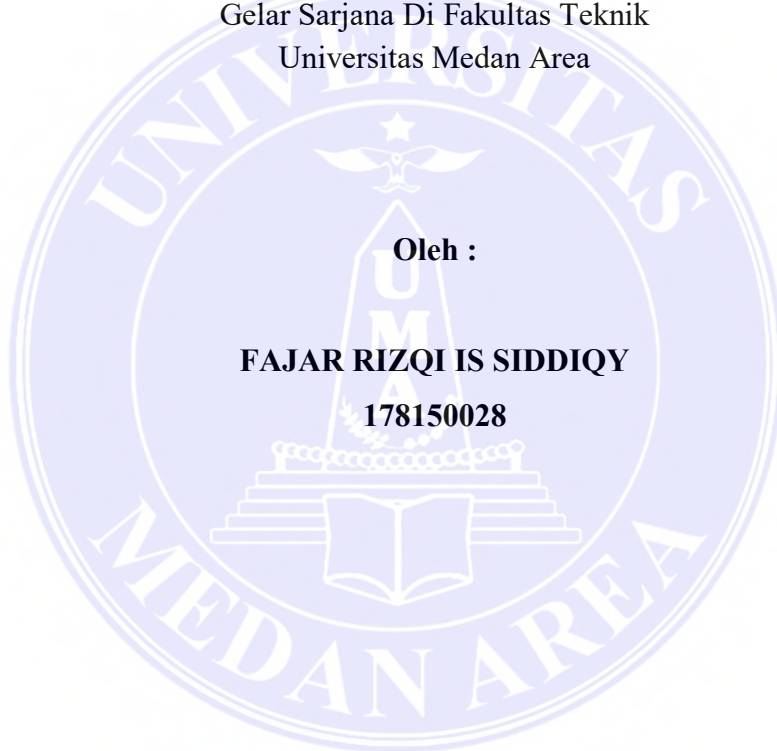 Gelar Sarjana Di Fakultas Teknik
Universitas Medan Area
UNIVERSITAS
Oleh :
UMA
FAJAR RIZQI IS SIDDIQY
178150028
MEDAN AREA